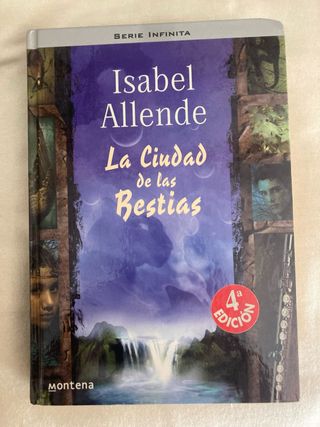 SERIE INFINITA
Isabel
Allende
La Ciudad
de las
Bestias
4ª
EDICIÓN
montena